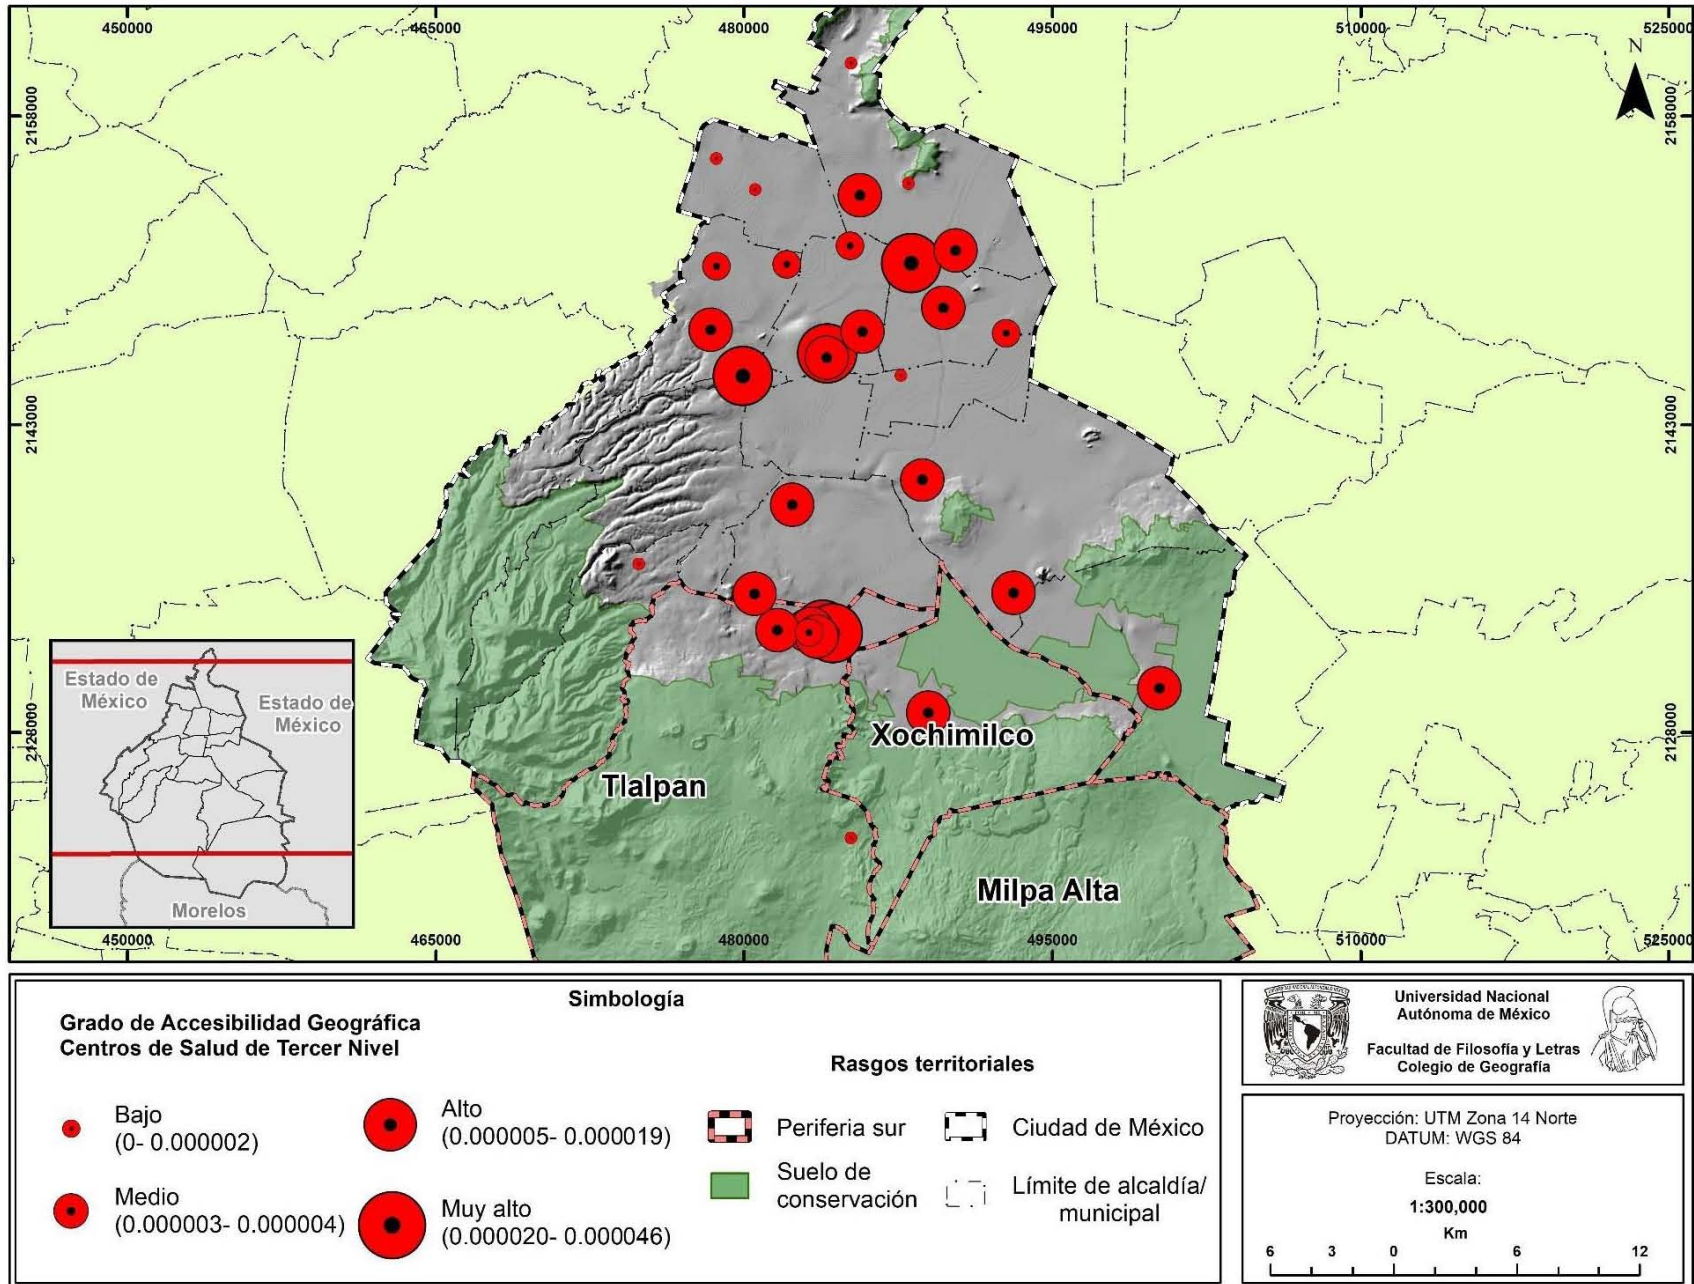 450000
465000
480000
495000
510000
525000
N
2158000
2158000
2143000
2143000
2128000
2128000
Xochimilco
Tlalpan
Milpa Alta
Estado de
México
Estado de
México
Morelos
450000
465000
480000
495000
510000
525000
Simbología
Grado de Accesibilidad Geográfica
Centros de Salud de Tercer Nivel
Bajo
(0- 0.000002)
Medio
(0.000003- 0.000004)
Alto
(0.000005- 0.000019)
Muy alto
(0.000020- 0.000046)
Rasgos territoriales
Periferia sur
Suelo de
conservación
Ciudad de México
Límite de alcaldía/
municipal
Universidad Nacional
Autónoma de México
Facultad de Filosofía y Letras
Colegio de Geografía
Proyección: UTM Zona 14 Norte
DATUM: WGS 84
Escala:
1:300,000
Km
6 3 0 6 12